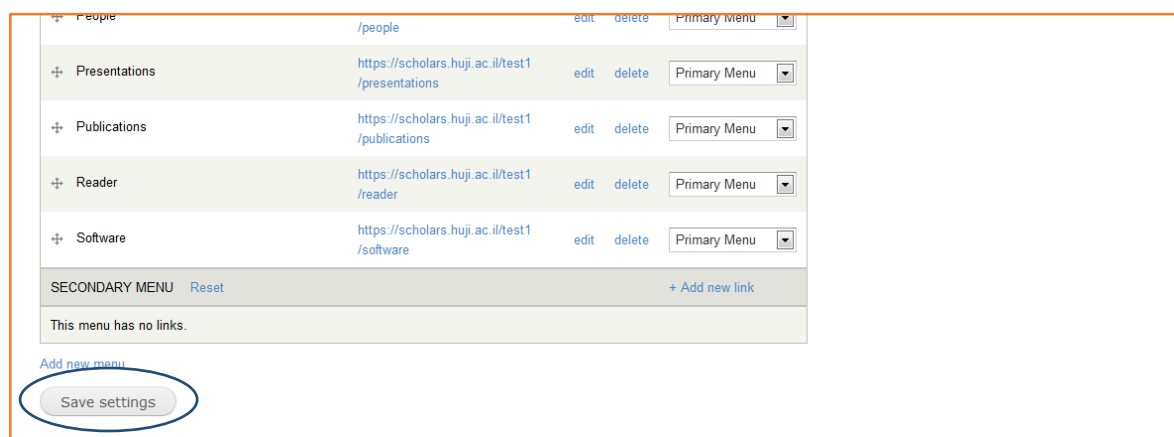 People edit delete Primary Menu
/people
Presentations https://scholars.huji.ac.il/test1 edit delete Primary Menu
/presentations
Publications https://scholars.huji.ac.il/test1 edit delete Primary Menu
/publications
Reader https://scholars.huji.ac.il/test1 edit delete Primary Menu
/reader
Software https://scholars.huji.ac.il/test1 edit delete Primary Menu
/software
SECONDARY MENU Reset + Add new link
This menu has no links.
Add new menu
Save settings